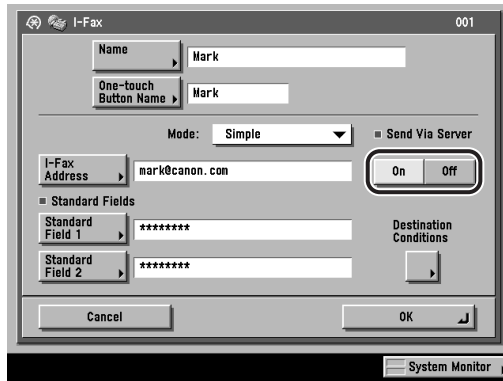 I-Fax 001
Name Mark
One-touch
Button Name Mark
Mode: Simple Send Via Server
I-Fax
Address mark@canon.com On Off
Standard Fields
Standard
Field 1 ******** Destination
Conditions
Standard
Field 2 ********
Cancel OK
System Monitor